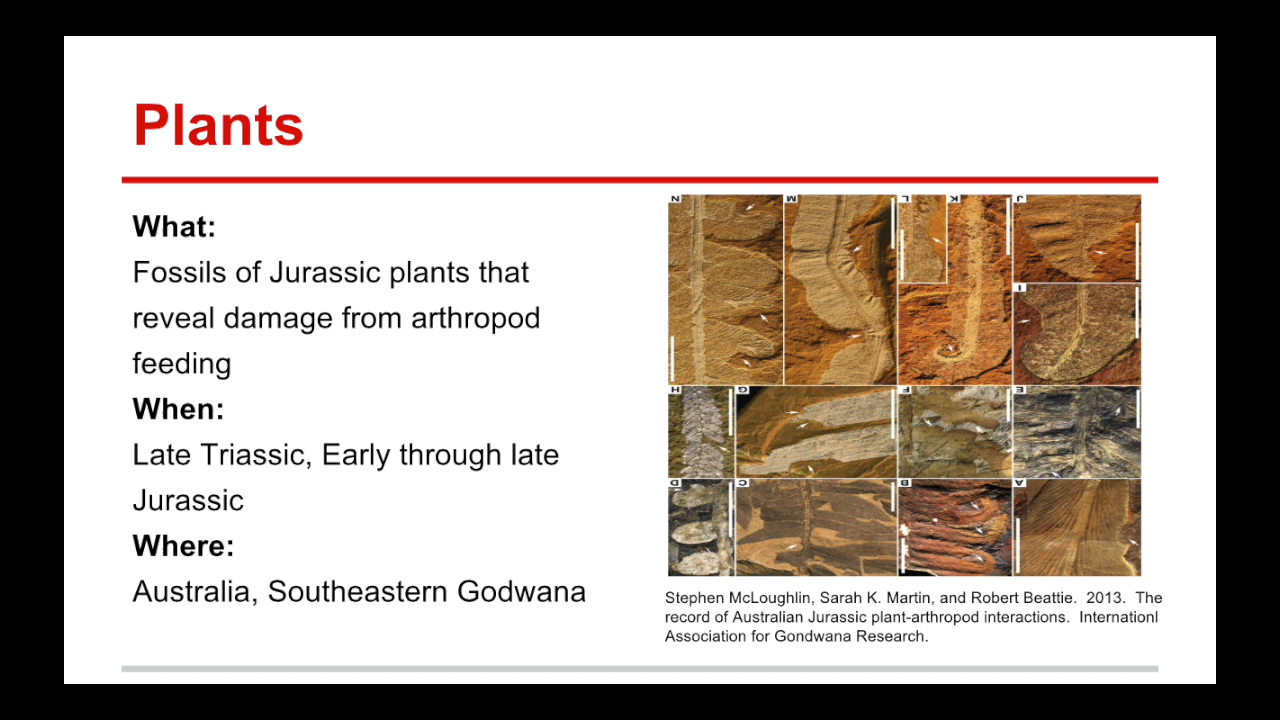 Plants
What:
Fossils of Jurassic plants that
reveal damage from arthropod
feeding
When:
Late Triassic, Early through late
Jurassic
Where:
Australia, Southeastern Godwana
N M L K J
I
H G F E
D C B A
Stephen McLoughlin, Sarah K. Martin, and Robert Beattie.  2013.  The
record of Australian Jurassic plant-arthropod interactions.  Internationl
Association for Gondwana Research.